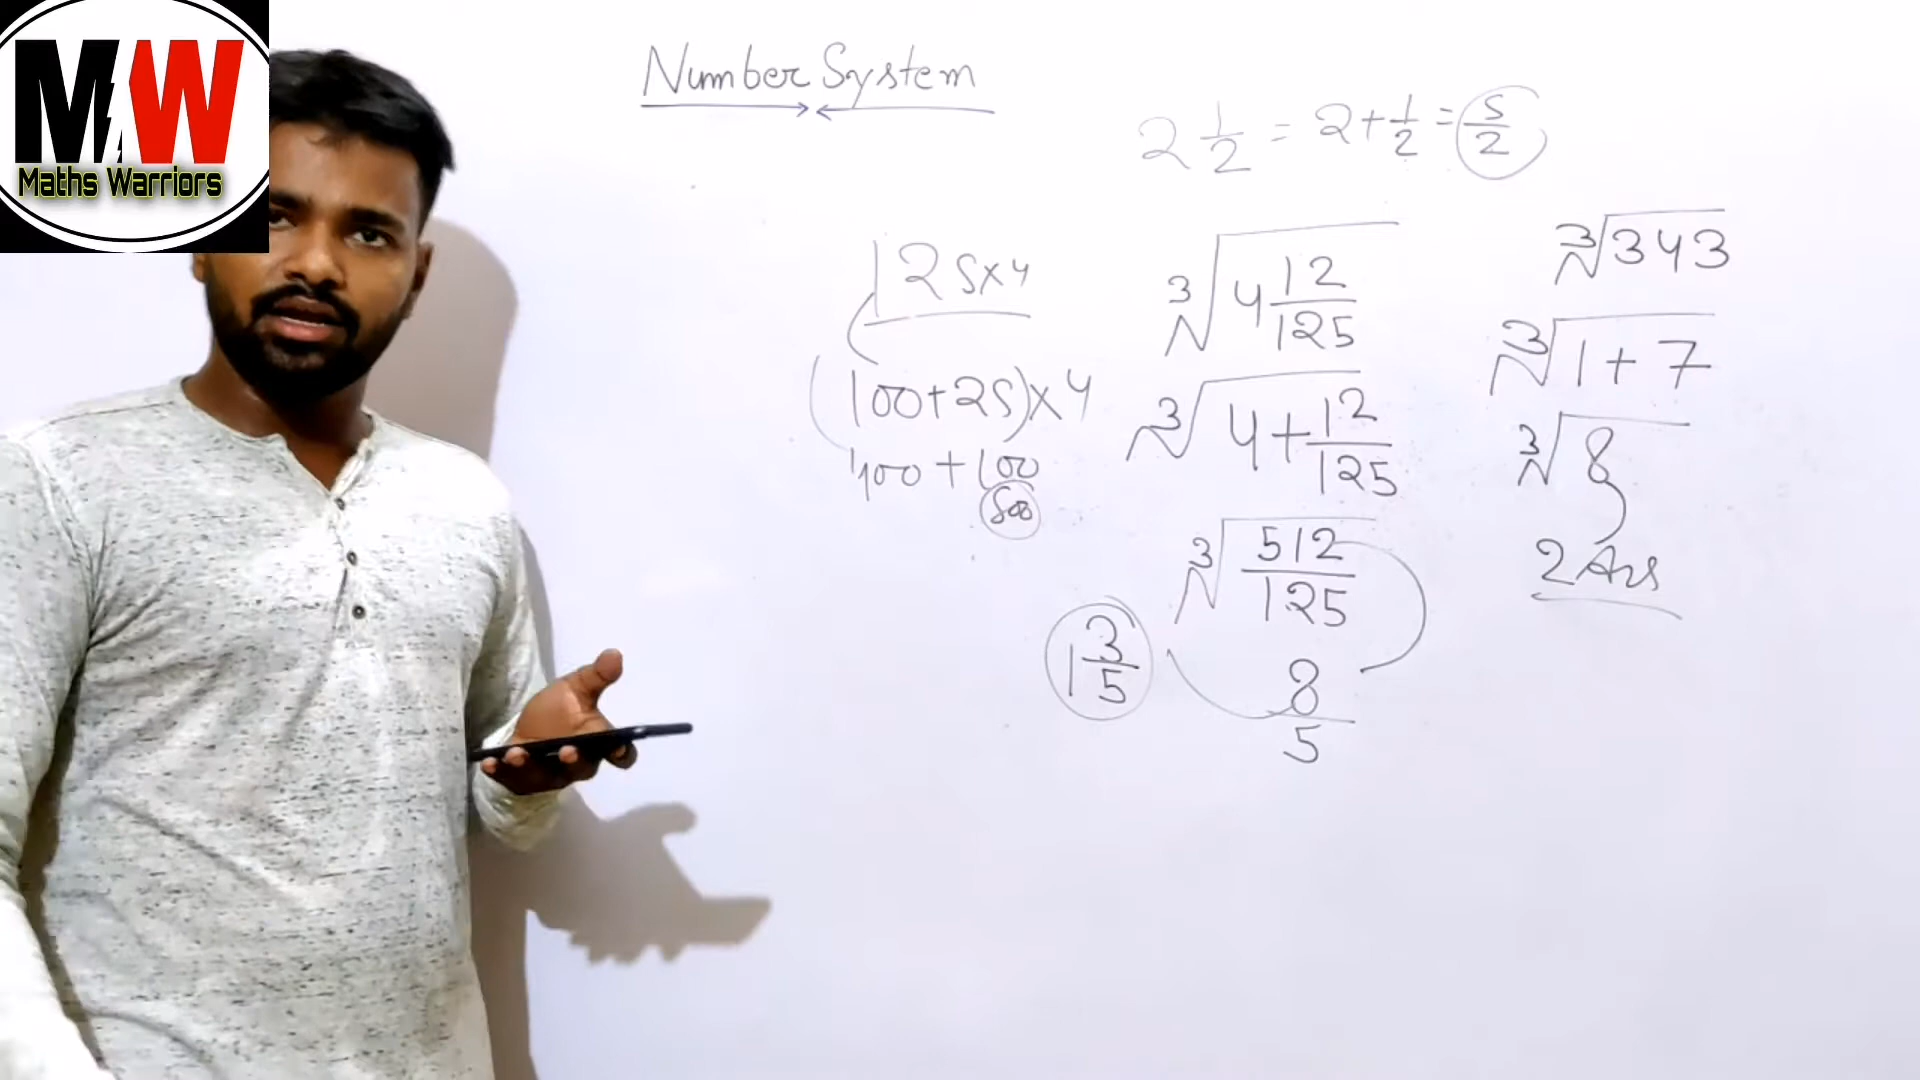 MW
Maths Warriors
Number System
2 1/2 = 2 + 1/2 = 5/2
125×4
(100+25)×4
400 + 100
500
∛4 12/125
∛4 + 12/125
∛512/125
8/5
1 3/5
∛343
∛1 + 7
∛8
2 Ans